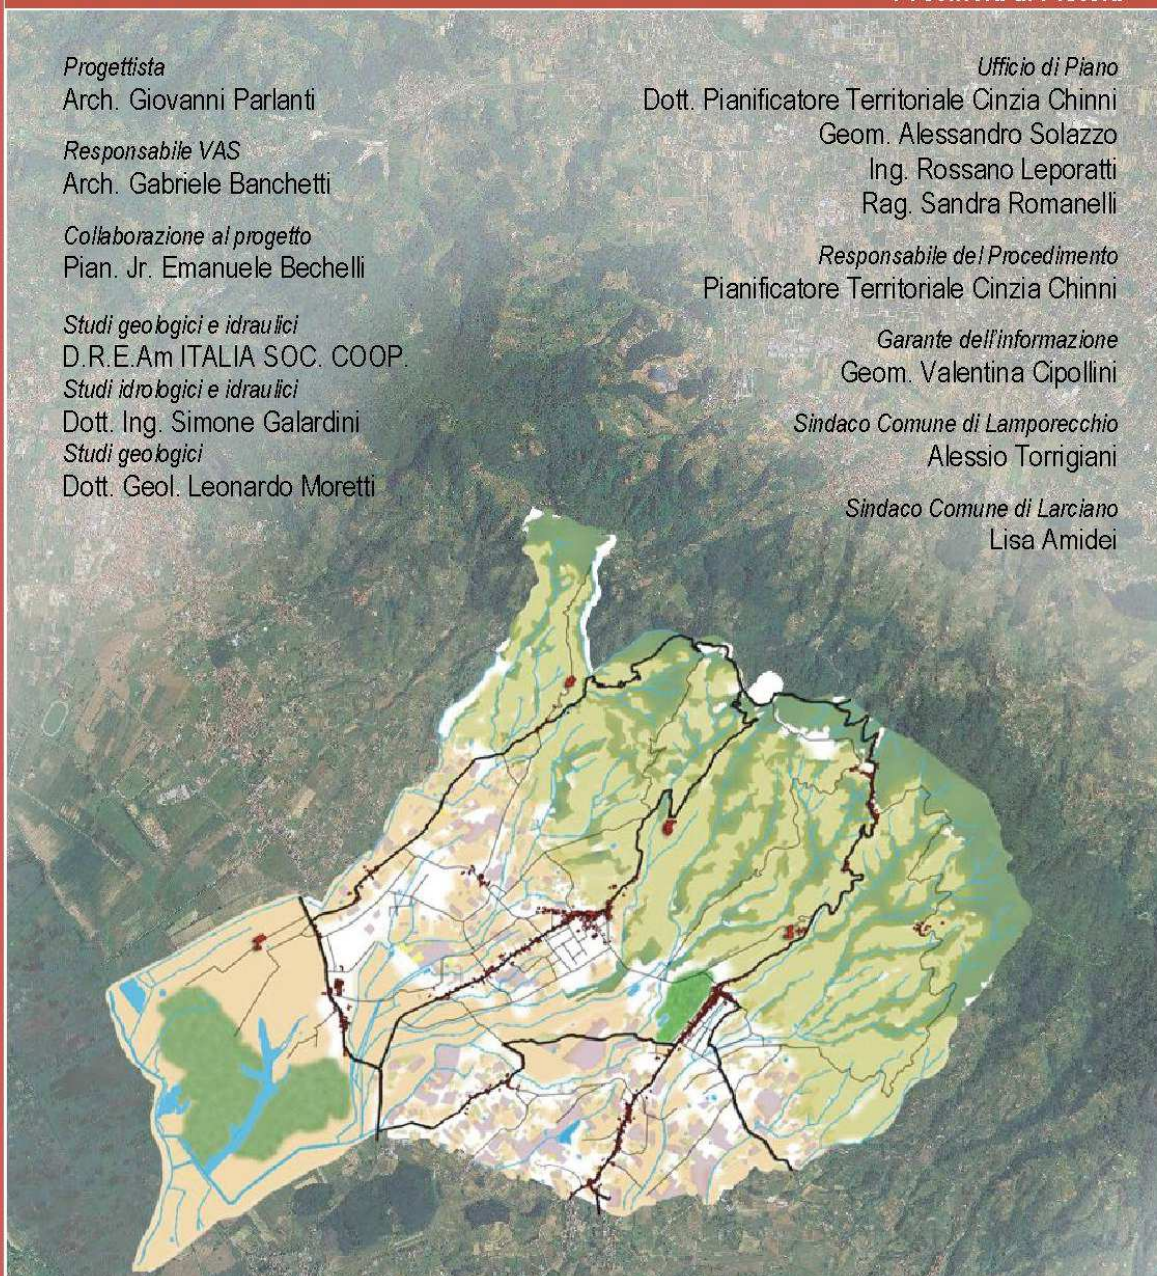 Progettista
Arch. Giovanni Parlanti
Responsabile VAS
Arch. Gabriele Banchetti
Collaborazione al progetto
Pian. Jr. Emanuele Bechelli
Studi geologici e idraulici
D.R.E.Am ITALIA SOC. COOP.
Studi idrologici e idraulici
Dott. Ing. Simone Galardini
Studi geologici
Dott. Geol. Leonardo Moretti
Ufficio di Piano
Dott. Pianificatore Territoriale Cinzia Chinni
Geom. Alessandro Solazzo
Ing. Rossano Leporatti
Rag. Sandra Romanelli
Responsabile del Procedimento
Pianificatore Territoriale Cinzia Chinni
Garante dell'informazione
Geom. Valentina Cipollini
Sindaco Comune di Lamporecchio
Alessio Torrigiani
Sindaco Comune di Larciano
Lisa Amidei